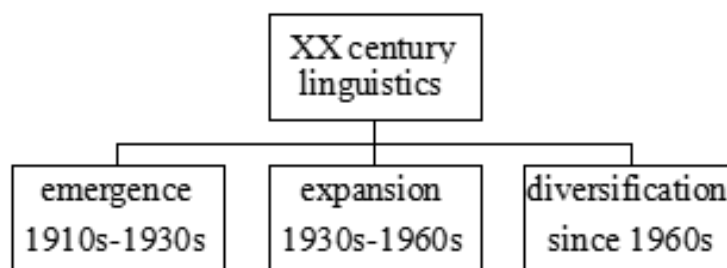 XX century
linguistics
emergence
1910s-1930s
expansion
1930s-1960s
diversification
since 1960s